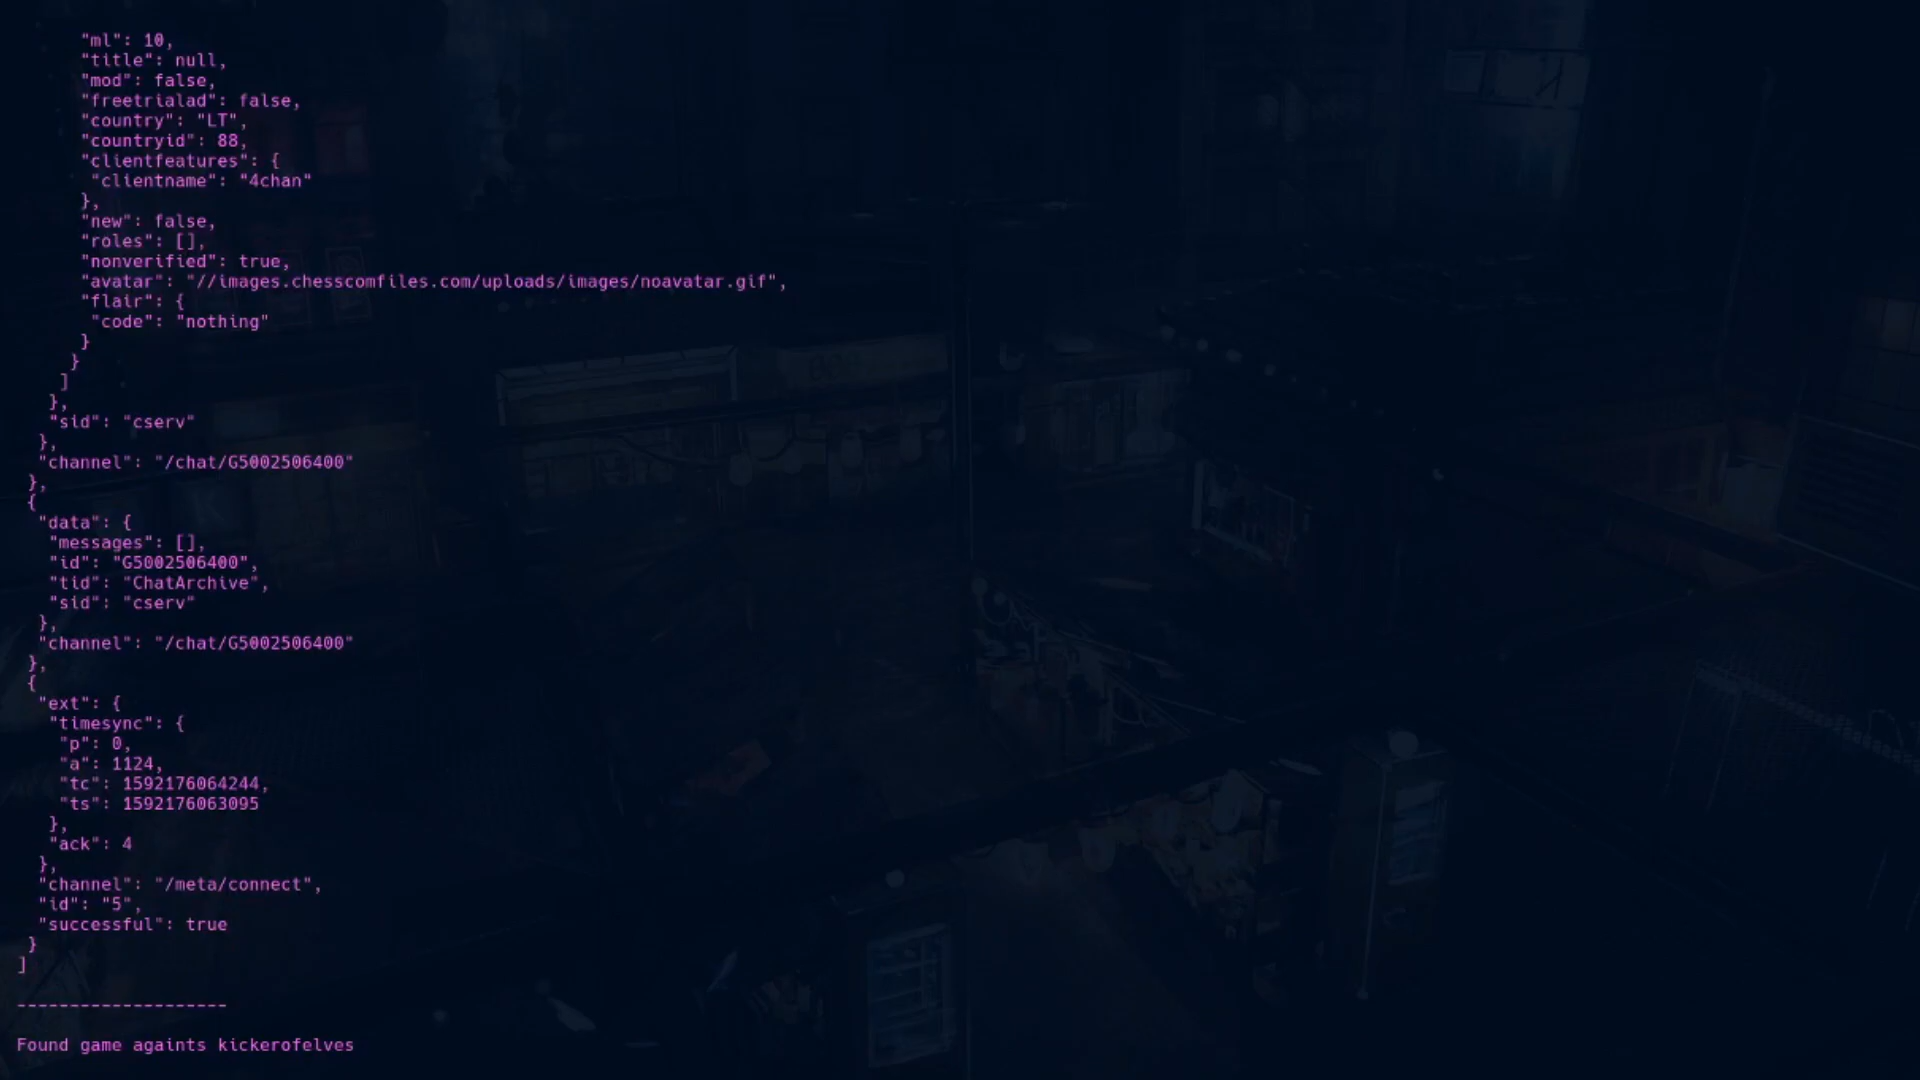 "ml": 10,
"title": null,
"mod": false,
"freetrialad": false,
"country": "LT",
"countryid": 88,
"clientfeatures": {
"clientname": "4chan"
},
"new": false,
"roles": [],
"nonverified": true,
"avatar": "//images.chesscomfiles.com/uploads/images/noavatar.gif",
"flair": {
"code": "nothing"
}
}
]
},
"sid": "cserv"
},
"channel": "/chat/G5002506400"
},
{
"data": {
"messages": [],
"id": "G5002506400",
"tid": "ChatArchive",
"sid": "cserv"
},
"channel": "/chat/G5002506400"
},
{
"ext": {
"timesync": {
"p": 0,
"a": 1124,
"tc": 1592176064244,
"ts": 1592176063095
},
"ack": 4
},
"channel": "/meta/connect",
"id": "5",
"successful": true
}
]
--------------------
Found game againts kickerofelves